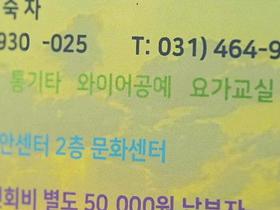 숙 자
930 -025 T: 031) 464-9
통기타 와이어공예 요가교실
안센터 2층 문화센터
회비 별도 50,000원 납부자